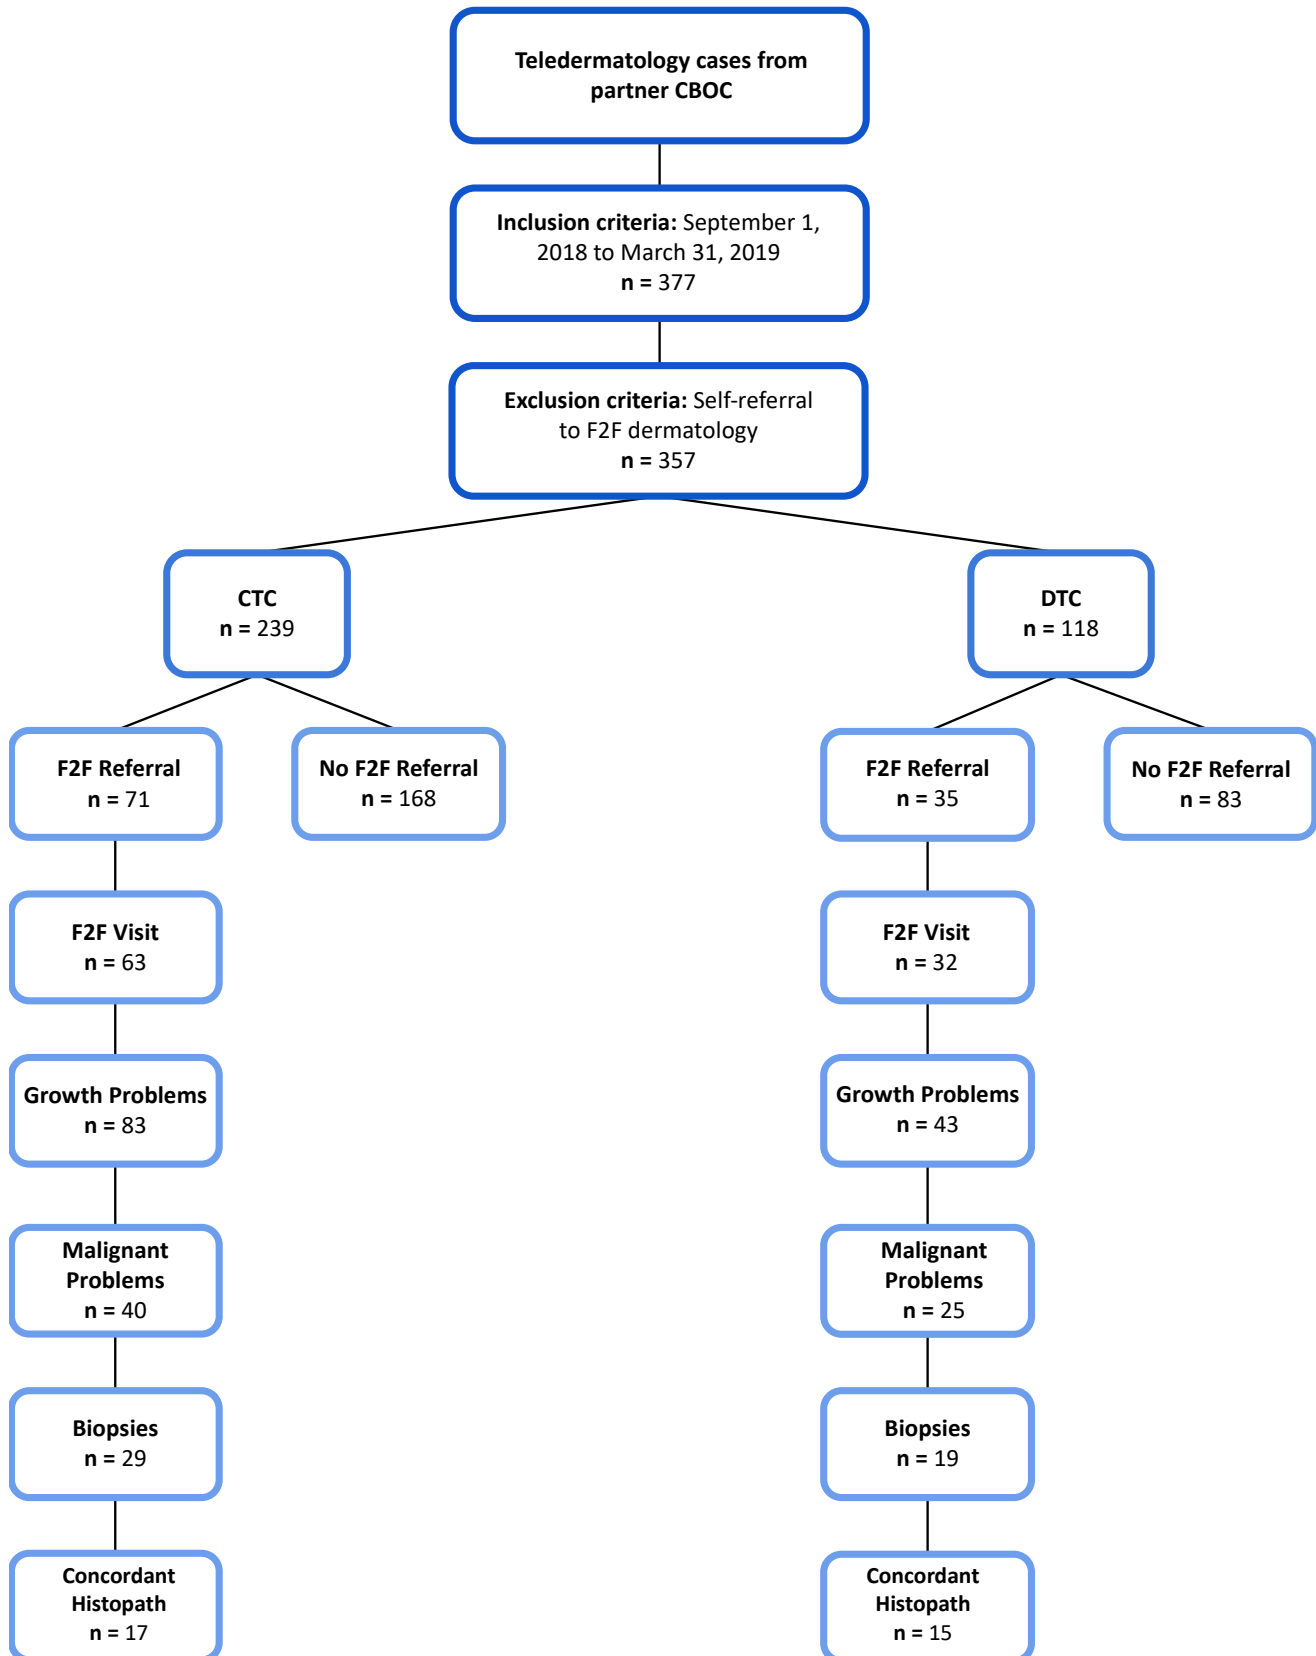 Teledermatology cases from
partner CBOC
Inclusion criteria: September 1,
2018 to March 31, 2019
n = 377
Exclusion criteria: Self-referral
to F2F dermatology
n = 357
CTC
n = 239
DTC
n = 118
F2F Referral
n = 71
No F2F Referral
n = 168
F2F Referral
n = 35
No F2F Referral
n = 83
F2F Visit
n = 63
F2F Visit
n = 32
Growth Problems
n = 83
Growth Problems
n = 43
Malignant
Problems
n = 40
Malignant
Problems
n = 25
Biopsies
n = 29
Biopsies
n = 19
Concordant
Histopath
n = 17
Concordant
Histopath
n = 15